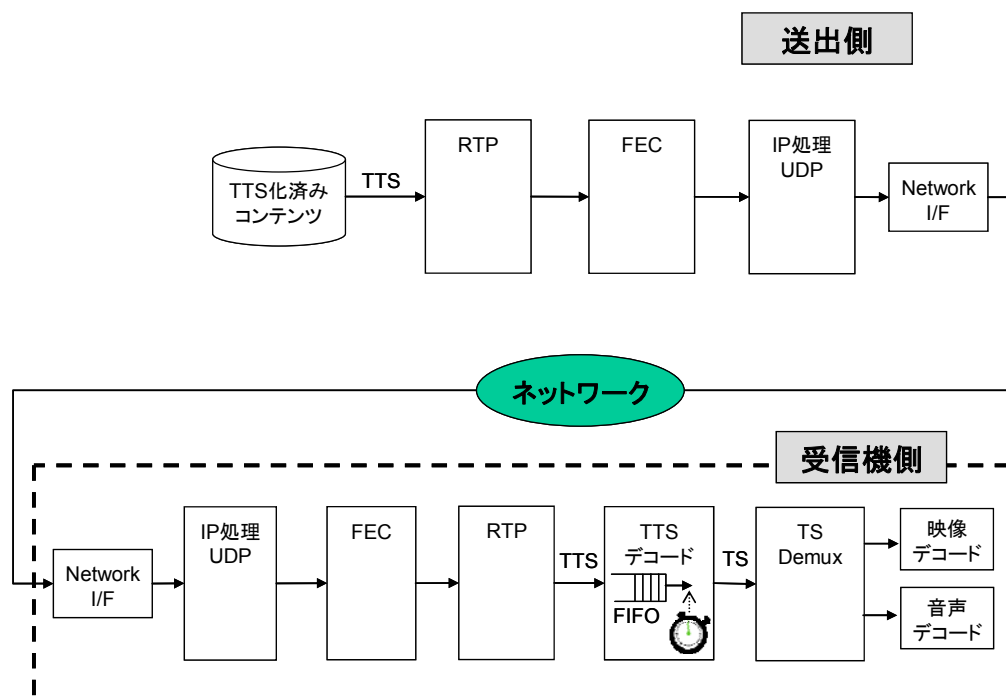 送出側
TTS化済み
コンテンツ
TTS
RTP
FEC
IP処理
UDP
Network
I/F
ネットワーク
受信機側
Network
I/F
IP処理
UDP
FEC
RTP
TTS
TTS
デコード
FIFO
TS
TS
Demux
映像
デコード
音声
デコード